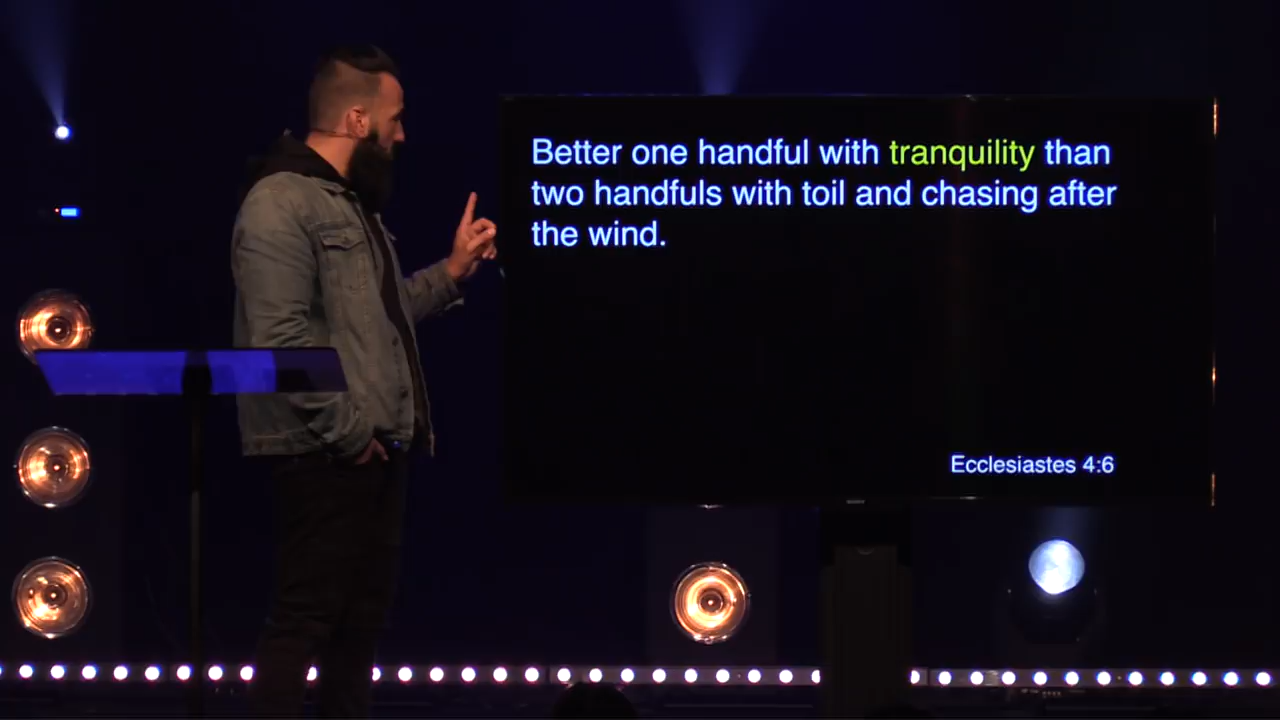 Better one handful with tranquility than
two handfuls with toil and chasing after
the wind.
Ecclesiastes 4:6